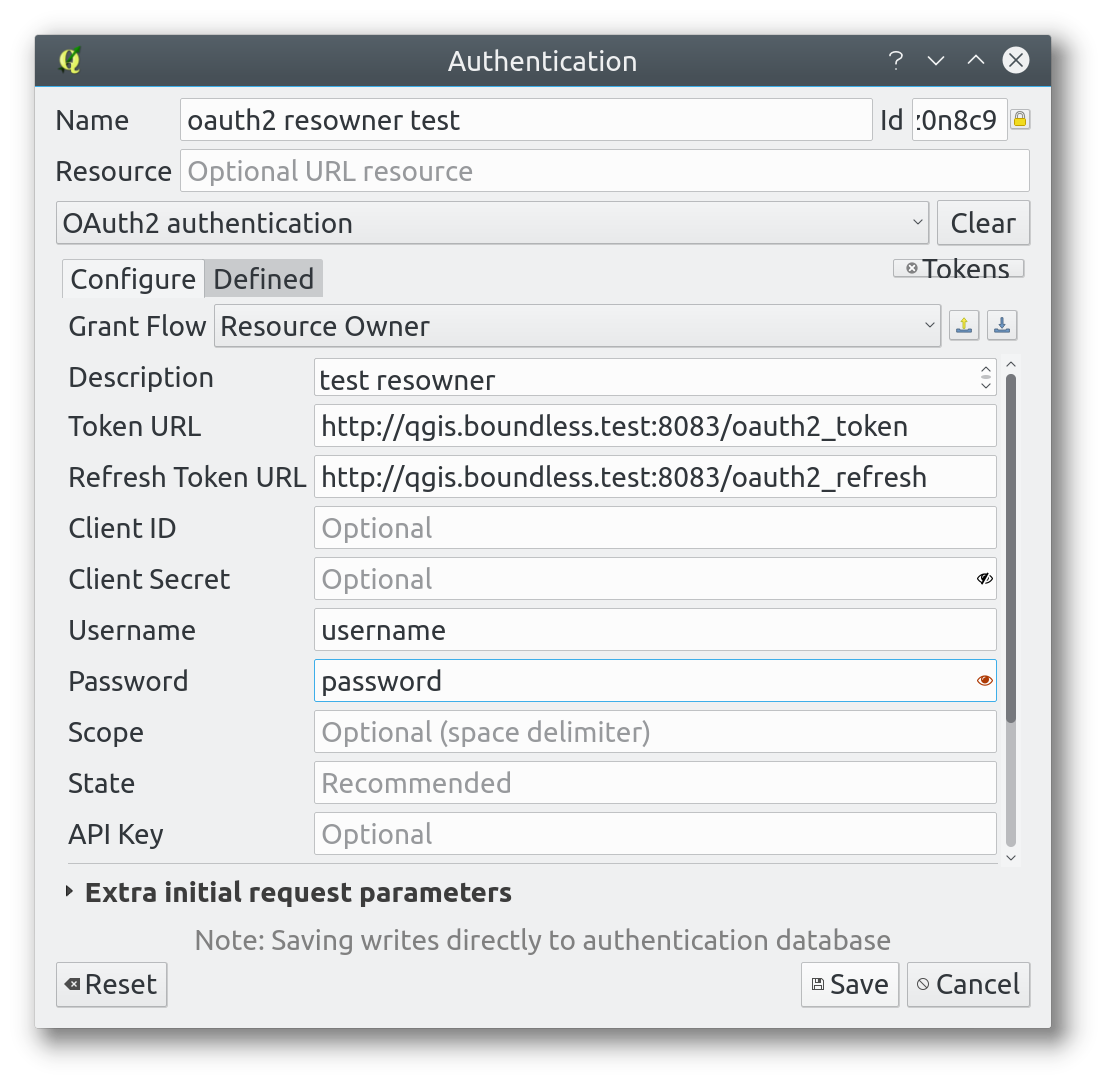 Authentication
Name oauth2 resowner test Id z0n8c9
Resource Optional URL resource
OAuth2 authentication Clear
Configure Defined Tokens
Grant Flow Resource Owner
Description test resowner
Token URL http://qgis.boundless.test:8083/oauth2_token
Refresh Token URL http://qgis.boundless.test:8083/oauth2_refresh
Client ID Optional
Client Secret Optional
Username username
Password password
Scope Optional (space delimiter)
State Recommended
API Key Optional
Extra initial request parameters
Note: Saving writes directly to authentication database
Reset Save Cancel